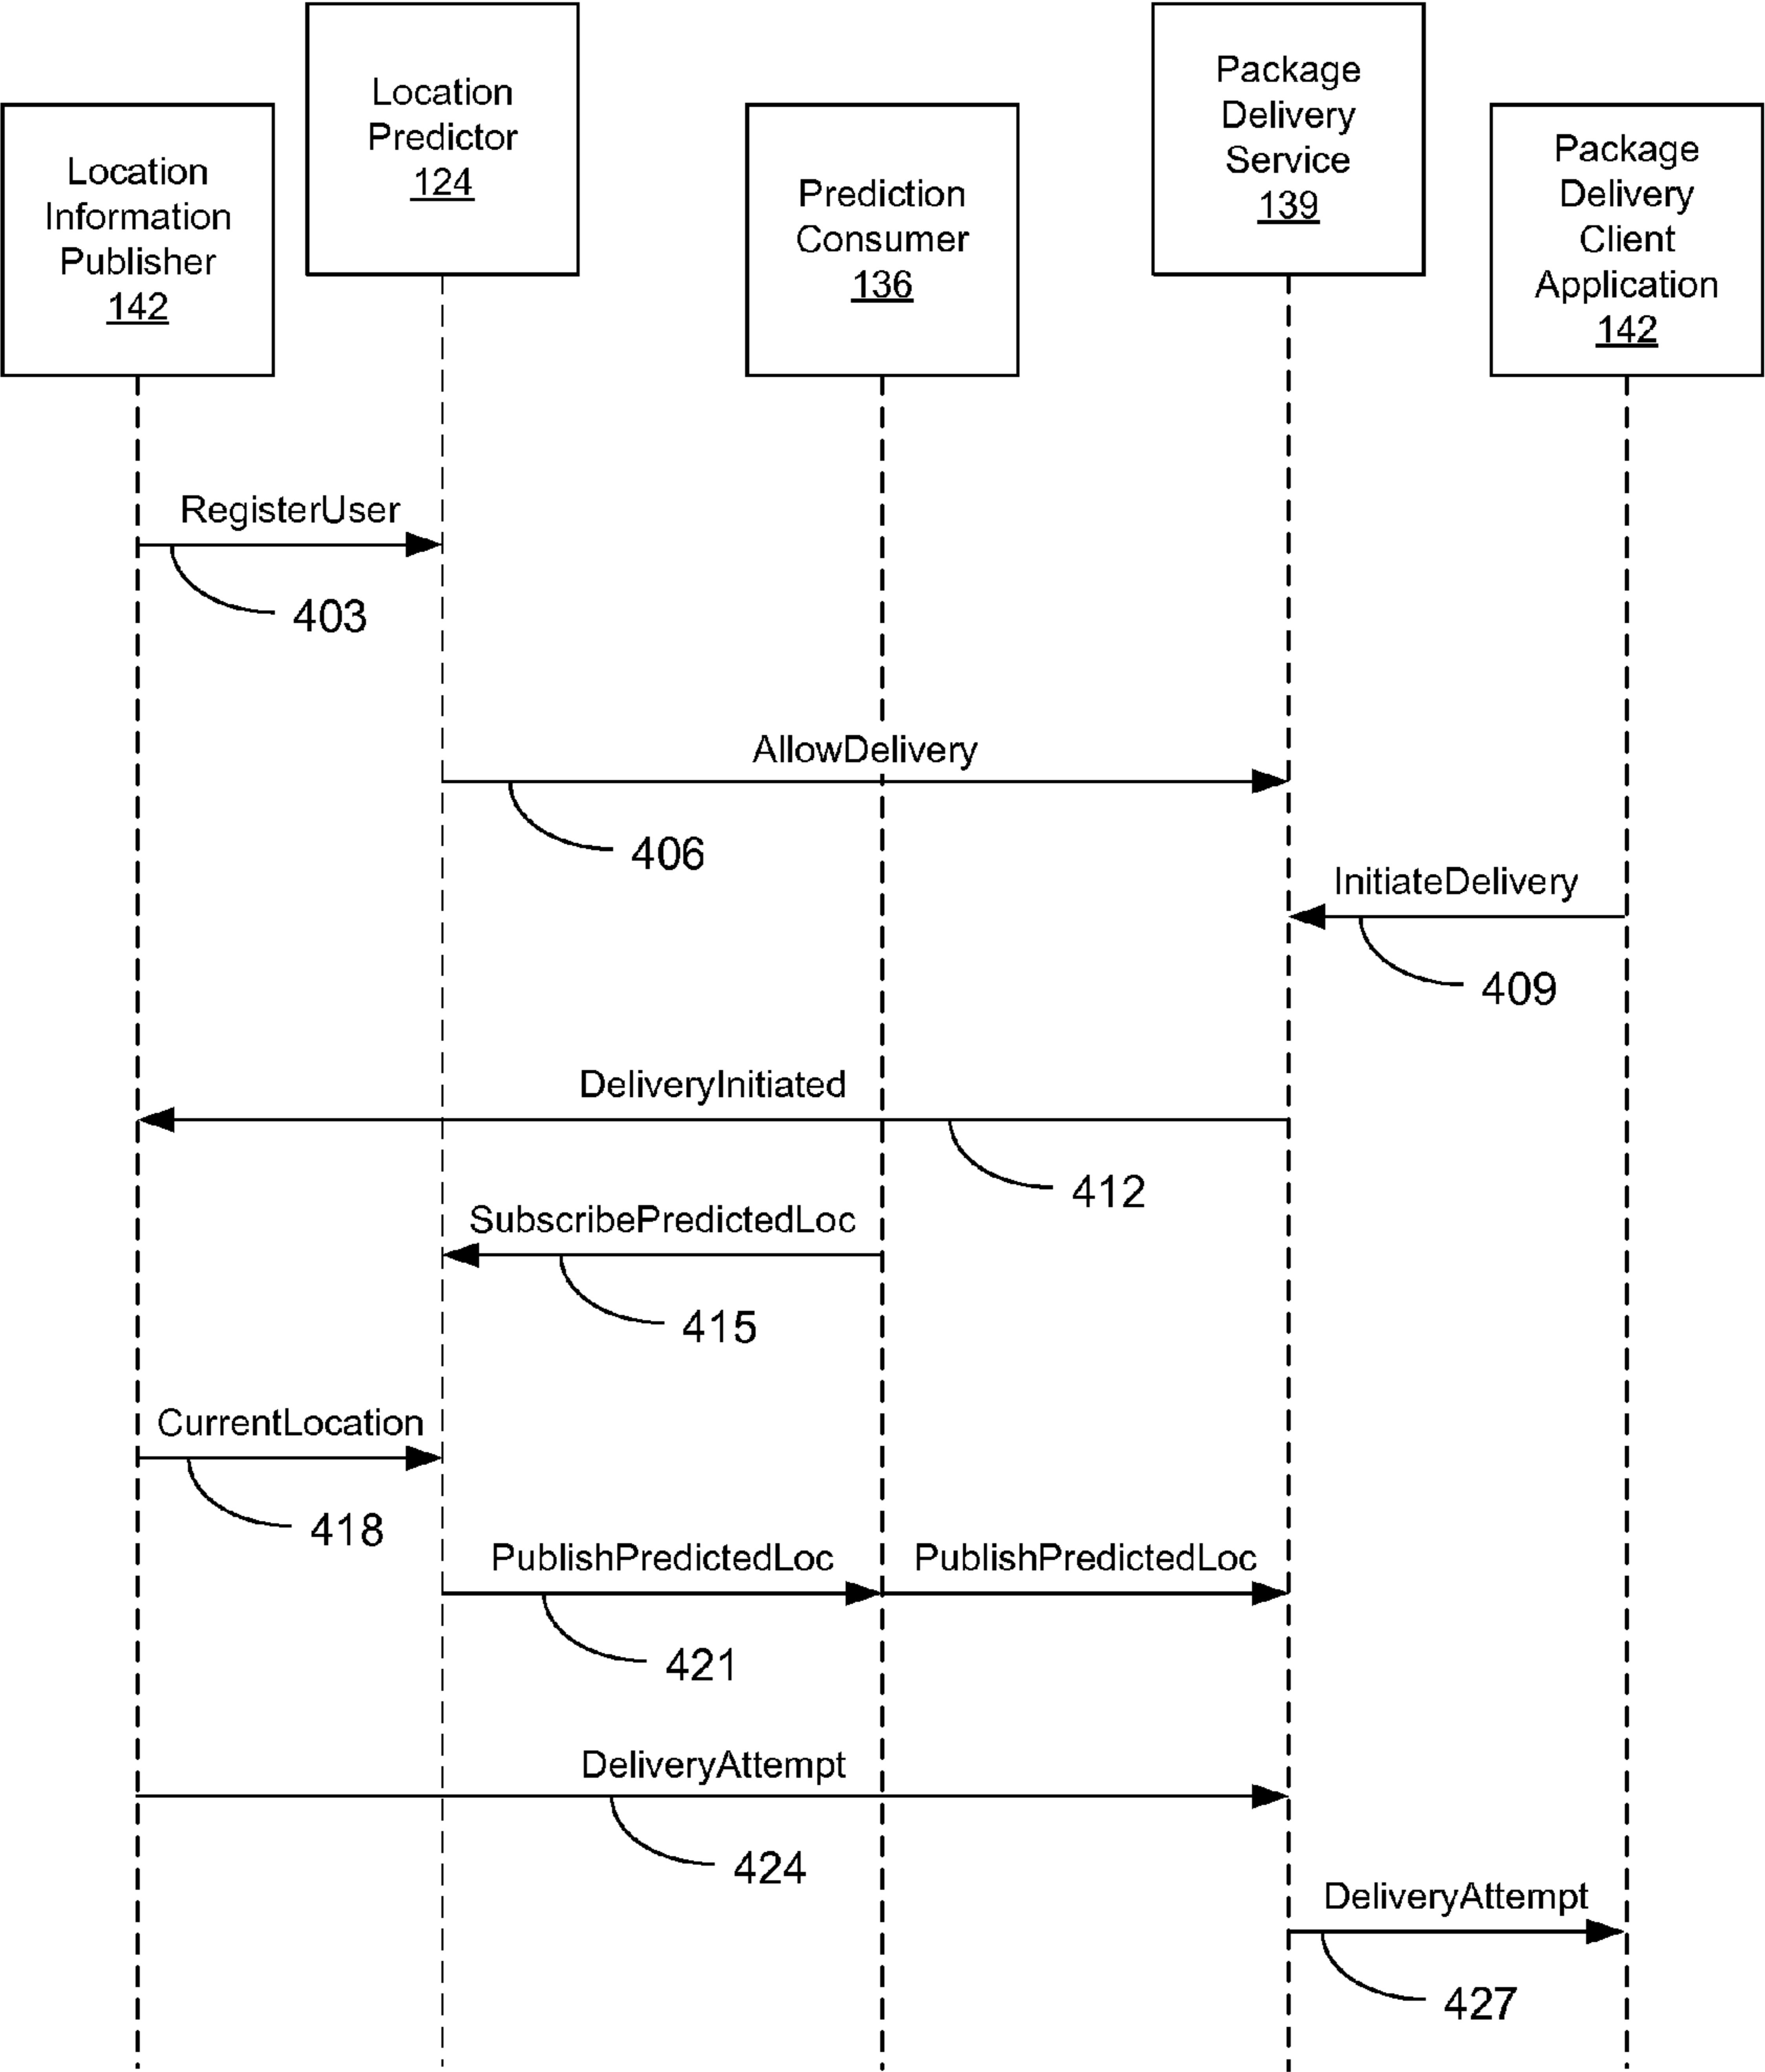 Location
Information
Publisher
142
Location
Predictor
124
Prediction
Consumer
136
Package
Delivery
Service
139
Package
Delivery
Client
Application
142
RegisterUser
403
AllowDelivery
406
InitiateDelivery
409
DeliveryInitiated
412
SubscribePredictedLoc
415
CurrentLocation
418
PublishPredictedLoc
PublishPredictedLoc
421
DeliveryAttempt
424
DeliveryAttempt
427